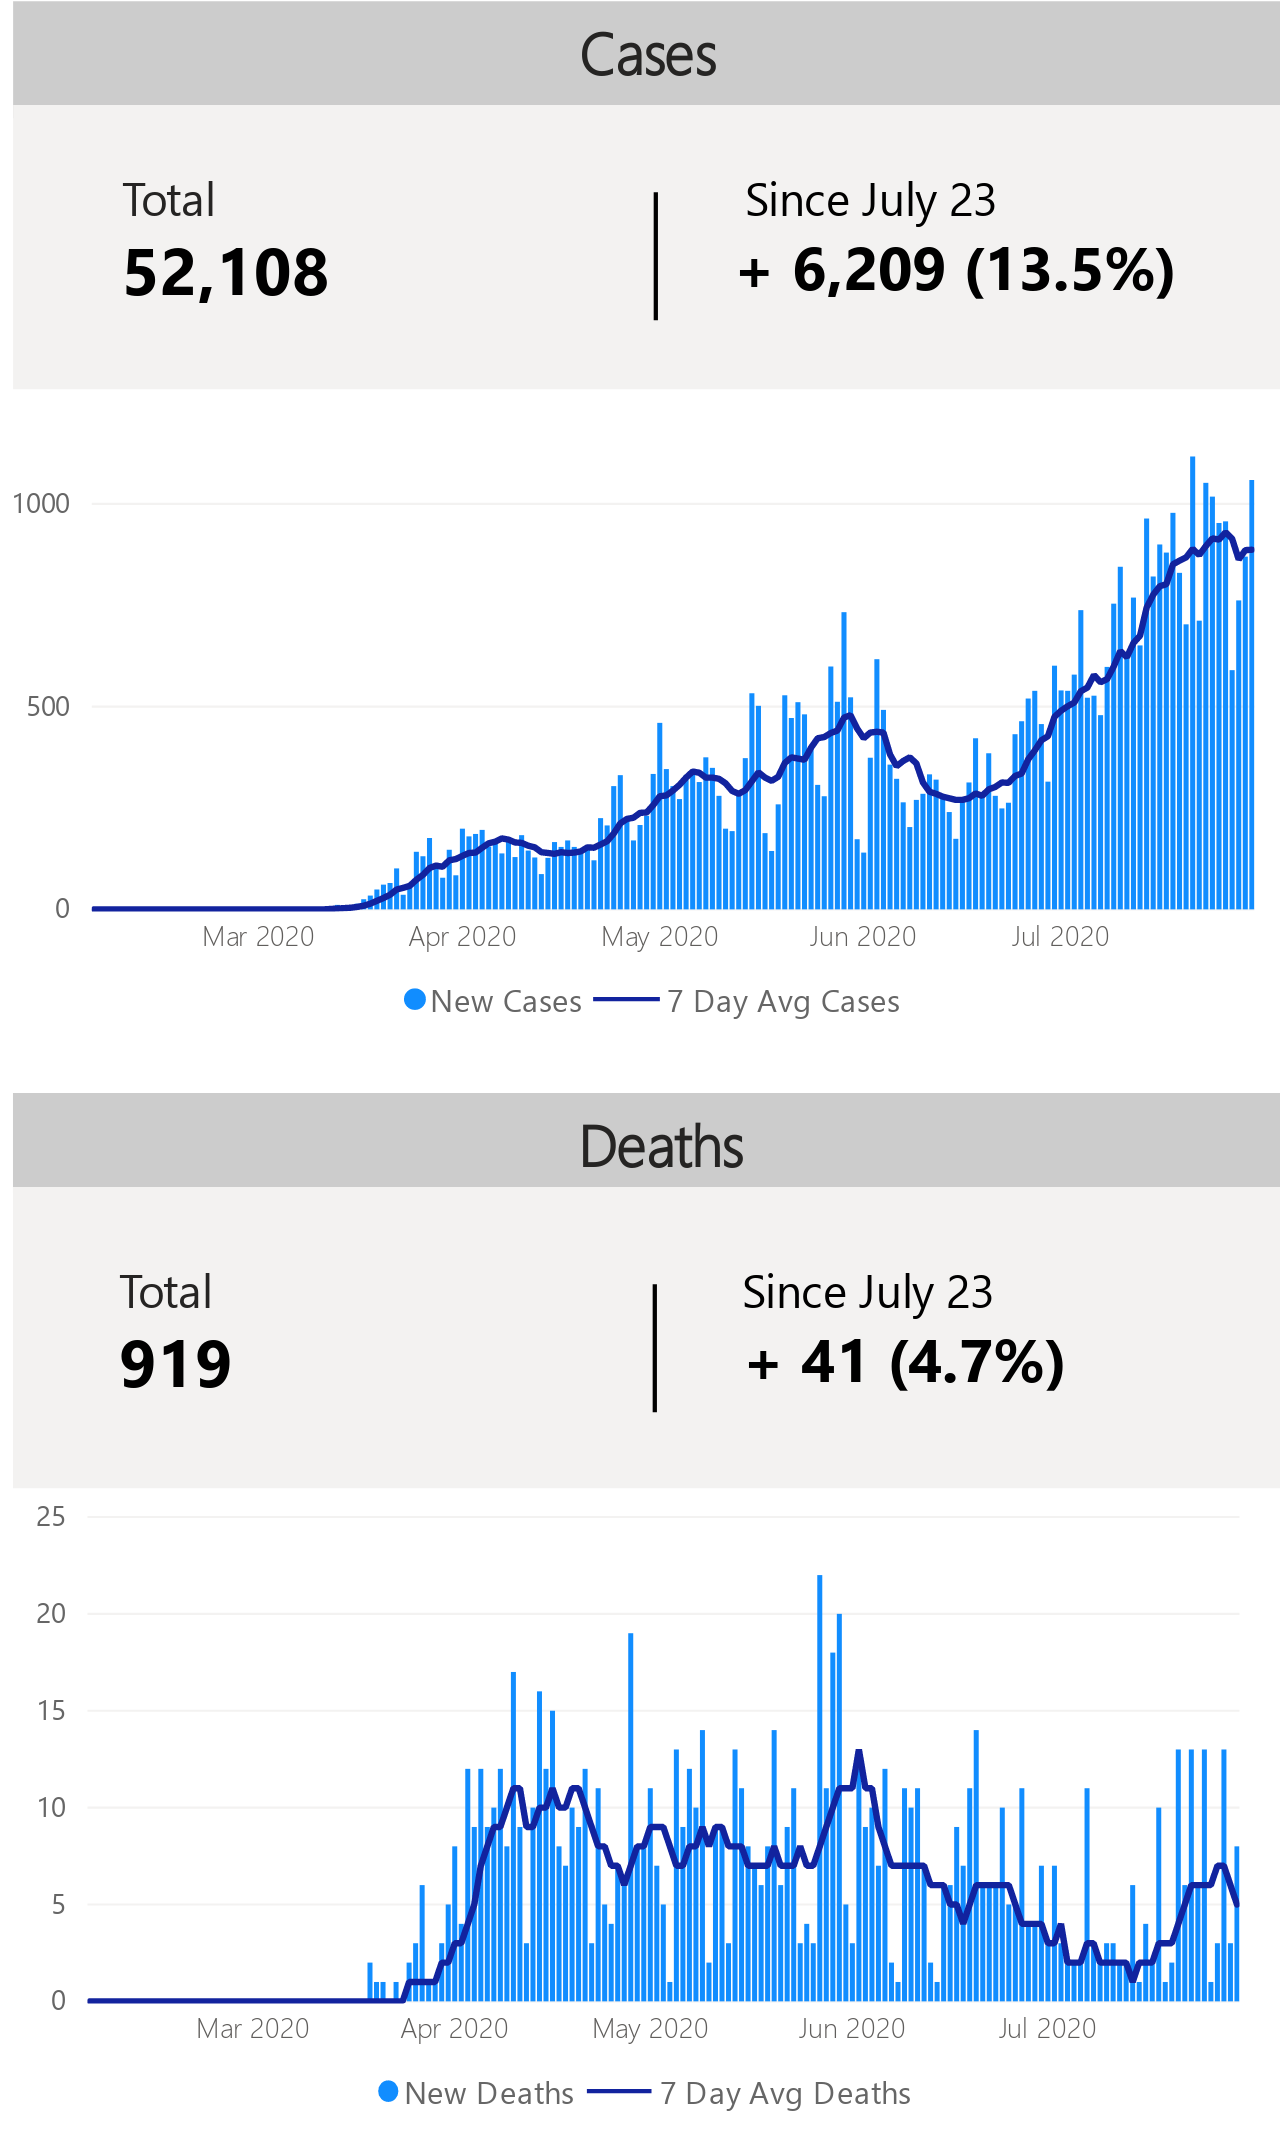 Cases
Total
Since July 23
52,108
+ 6,209 (13.5%)
1000
500
0
Mar 2020
Apr 2020
May 2020
Jun 2020
Jul 2020
New Cases
7 Day Avg Cases
Deaths
Total
Since July 23
919
+ 41 (4.7%)
25
20
15
10
5
0
Mar 2020
Apr 2020
May 2020
Jun 2020
Jul 2020
New Deaths
7 Day Avg Deaths